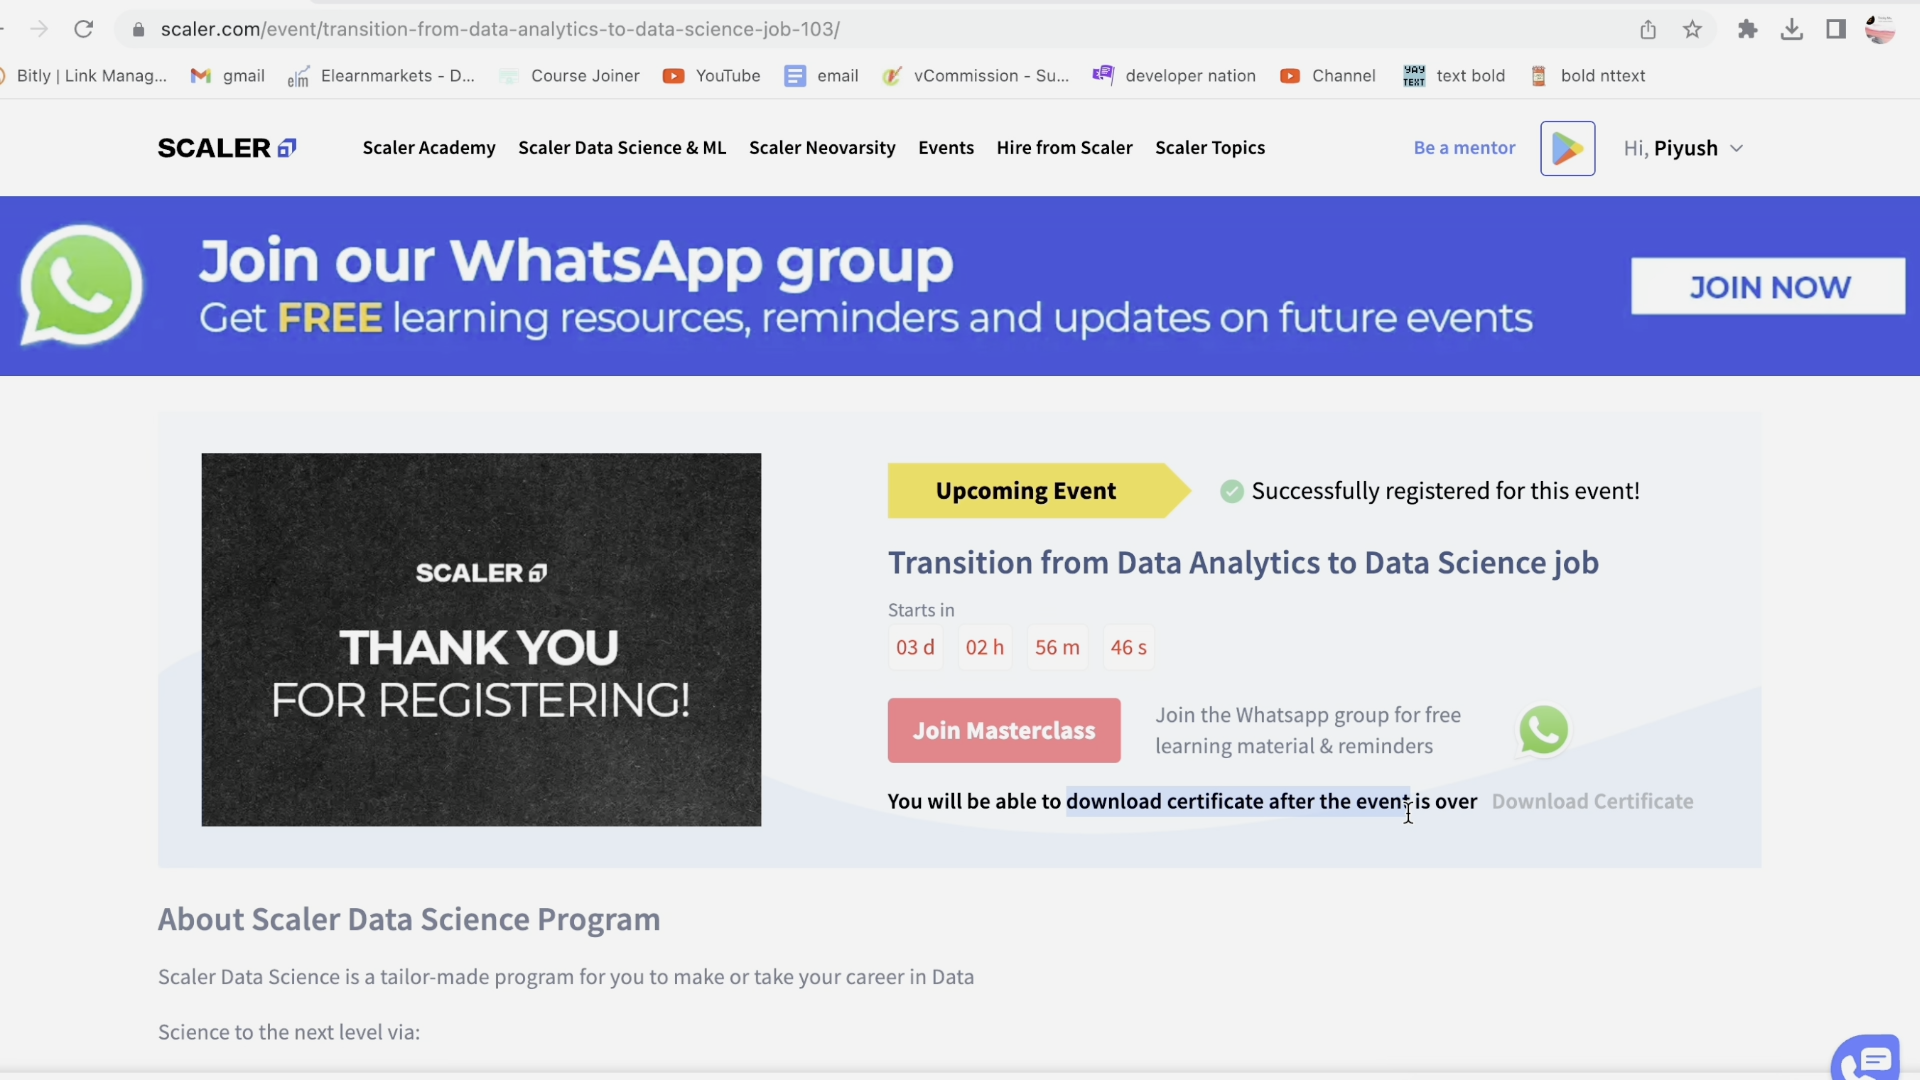 scaler.com/event/transition-from-data-analytics-to-data-science-job-103/
Bitly | Link Manag... gmail Elearnmarkets - D... Course Joiner YouTube email vCommission - Su... developer nation Channel YAY TEXT text bold bold nttext
SCALER Scaler Academy Scaler Data Science & ML Scaler Neovarsity Events Hire from Scaler Scaler Topics Be a mentor Hi, Piyush
Join our WhatsApp group
Get FREE learning resources, reminders and updates on future events
JOIN NOW
SCALER
THANK YOU
FOR REGISTERING!
Upcoming Event Successfully registered for this event!
Transition from Data Analytics to Data Science job
Starts in
03 d 02 h 56 m 46 s
Join Masterclass
Join the Whatsapp group for free
learning material & reminders
You will be able to download certificate after the event is over Download Certificate
About Scaler Data Science Program
Scaler Data Science is a tailor-made program for you to make or take your career in Data
Science to the next level via: